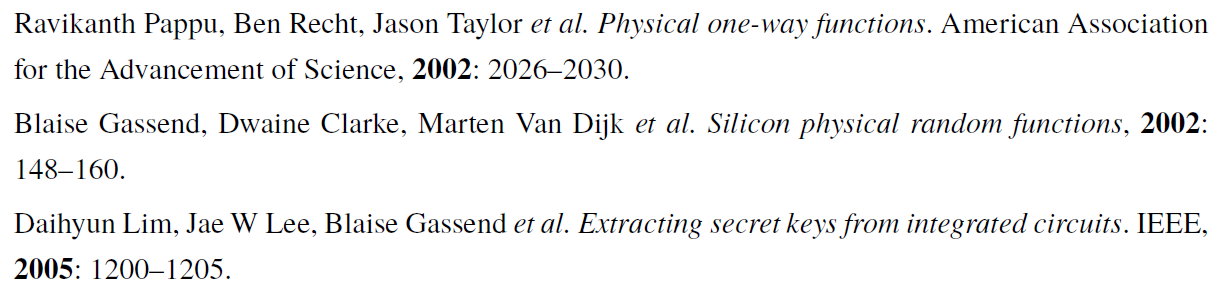 Ravikanth Pappu, Ben Recht, Jason Taylor et al. Physical one-way functions. American Association
for the Advancement of Science, 2002: 2026–2030.
Blaise Gassend, Dwaine Clarke, Marten Van Dijk et al. Silicon physical random functions, 2002:
148–160.
Daihyun Lim, Jae W Lee, Blaise Gassend et al. Extracting secret keys from integrated circuits. IEEE,
2005: 1200–1205.